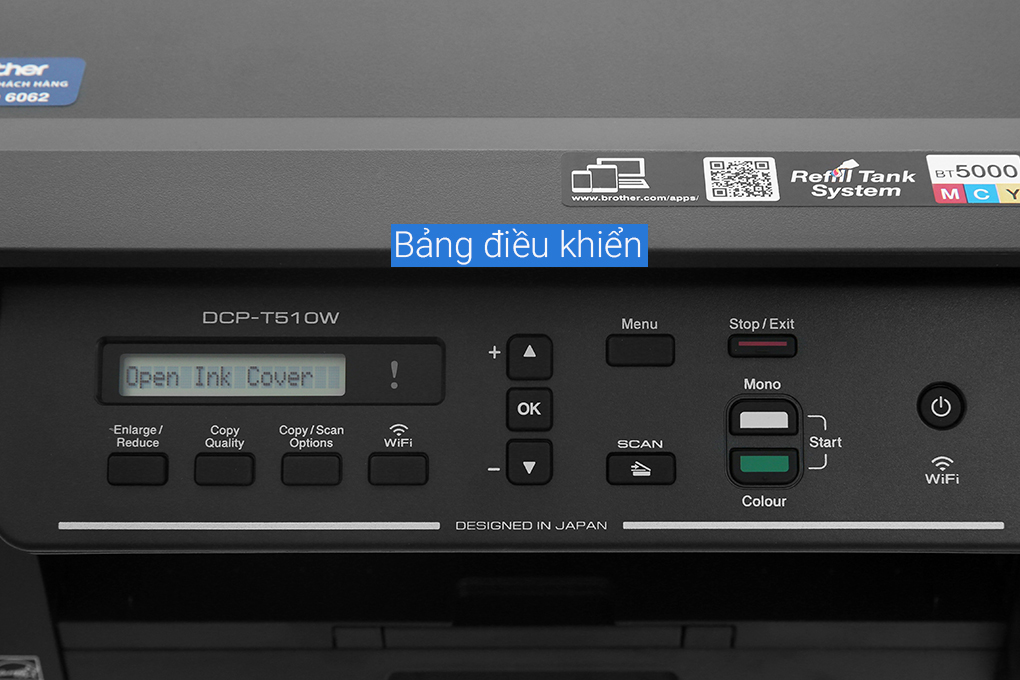 HÁCH HÀNG
6062
www.brother.com/apps/
Refill Tank
System
BT5000
M C Y
Bảng điều khiển
DCP-T510W
Open Ink Cover
!
Enlarge/
Reduce
Copy
Quality
Copy/Scan
Options
WiFi
+
OK
−
Menu
SCAN
Stop/Exit
Mono
Start
Colour
WiFi
DESIGNED IN JAPAN